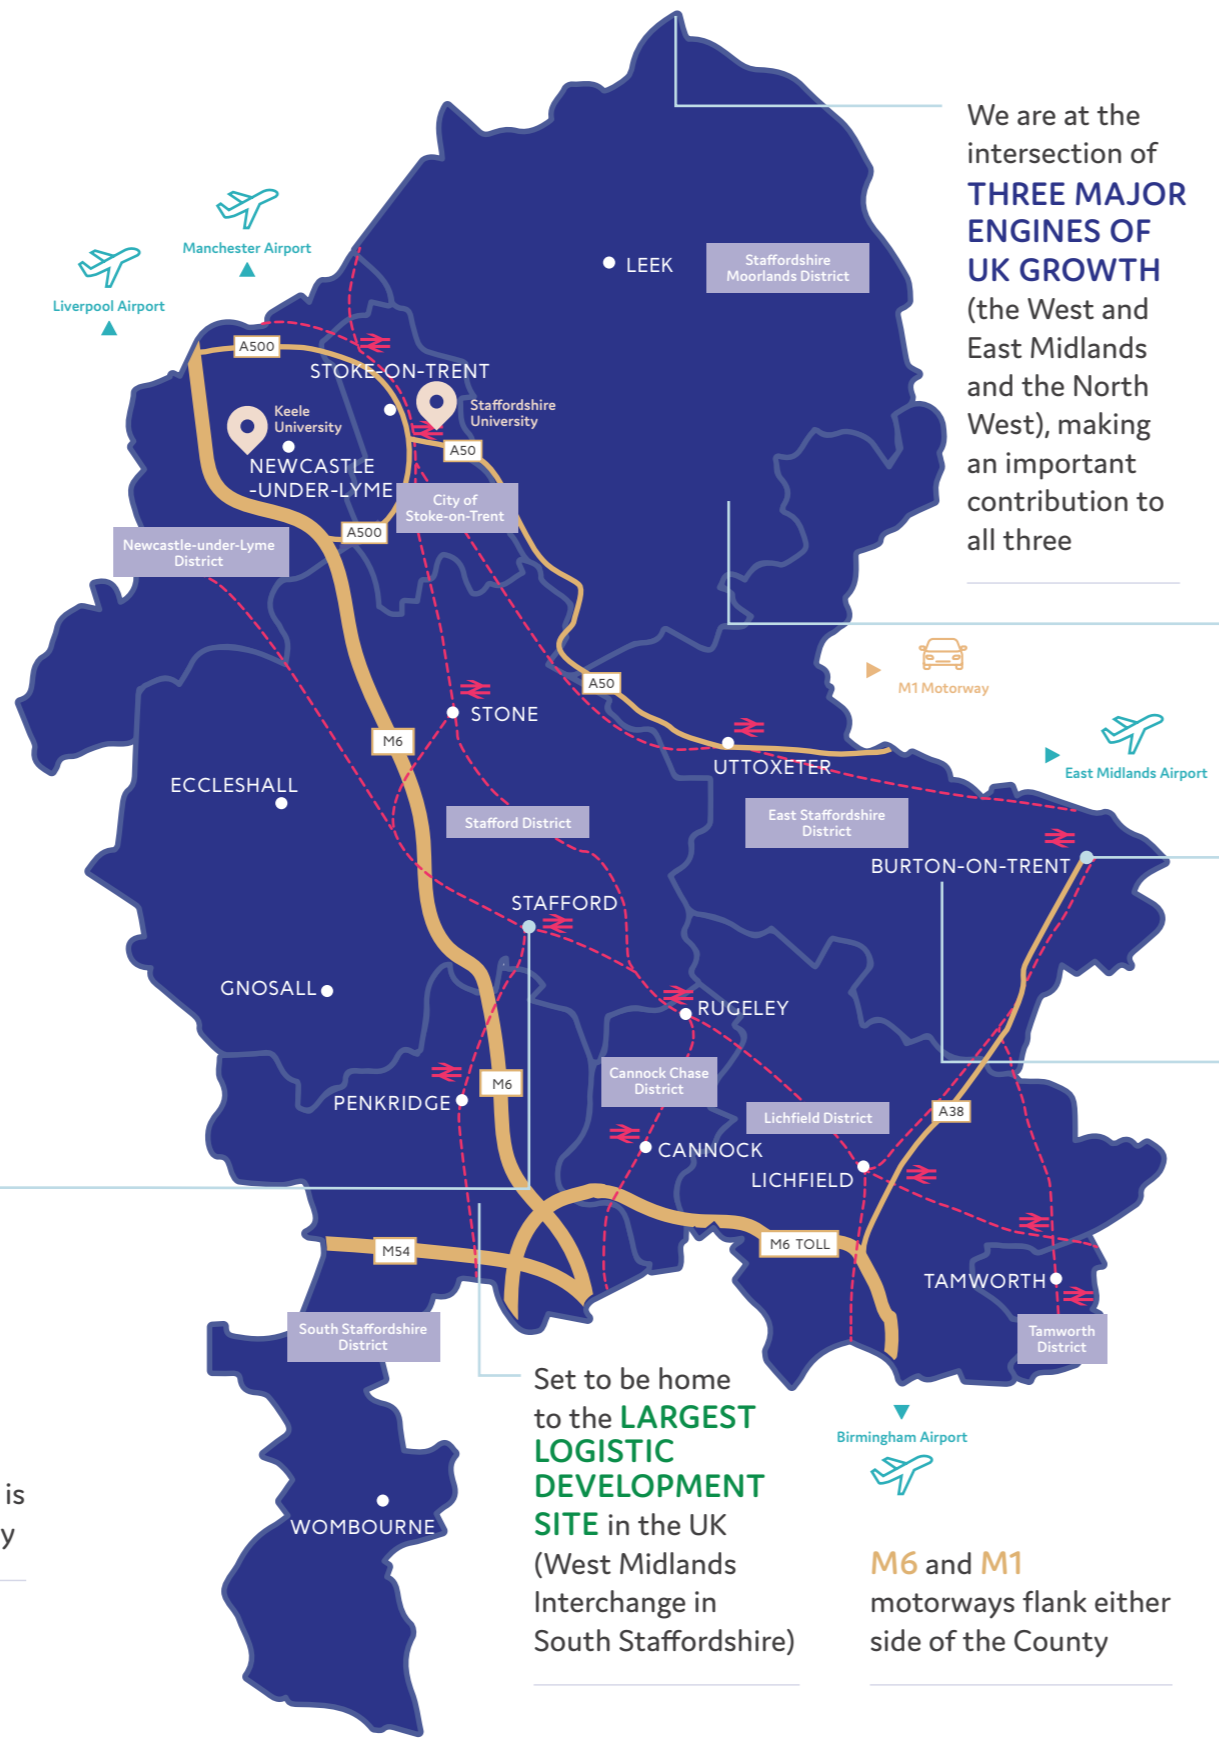 We are at the
intersection of
THREE MAJOR
ENGINES OF
UK GROWTH
(the West and
East Midlands
and the North
West), making
an important
contribution to
all three
Manchester Airport
Liverpool Airport
LEEK
Staffordshire
Moorlands District
A500
STOKE-ON-TRENT
Keele
University
Staffordshire
University
A50
NEWCASTLE
-UNDER-LYME
City of
Stoke-on-Trent
A500
Newcastle-under-Lyme
District
A50
M1 Motorway
STONE
M6
UTTOXETER
East Midlands Airport
ECCLESHALL
Stafford District
East Staffordshire
District
BURTON-ON-TRENT
STAFFORD
GNOSALL
RUGELEY
Cannock Chase
District
M6
PENKRIDGE
Lichfield District
A38
CANNOCK
LICHFIELD
M54
M6 TOLL
TAMWORTH
South Staffordshire
District
Tamworth
District
Set to be home
to the LARGEST
LOGISTIC
DEVELOPMENT
SITE in the UK
(West Midlands
Interchange in
South Staffordshire)
Birmingham Airport
is
y
WOMBOURNE
M6 and M1
motorways flank either
side of the County